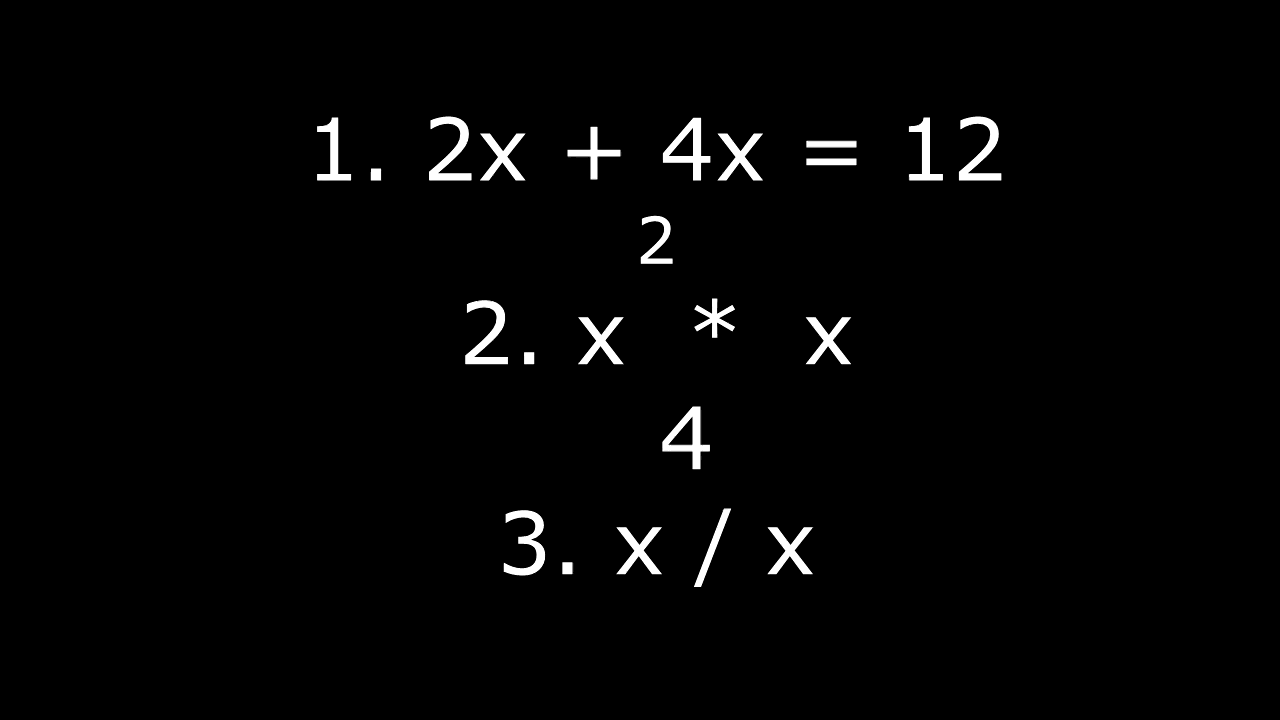 1. 2x + 4x = 12
2
2. x * x
4
3. x / x